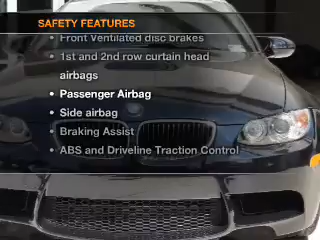 SAFETY FEATURES
• Front Ventilated disc brakes
• 1st and 2nd row curtain head
airbags
• Passenger Airbag
• Side airbag
• Braking Assist
• ABS and Driveline Traction Control